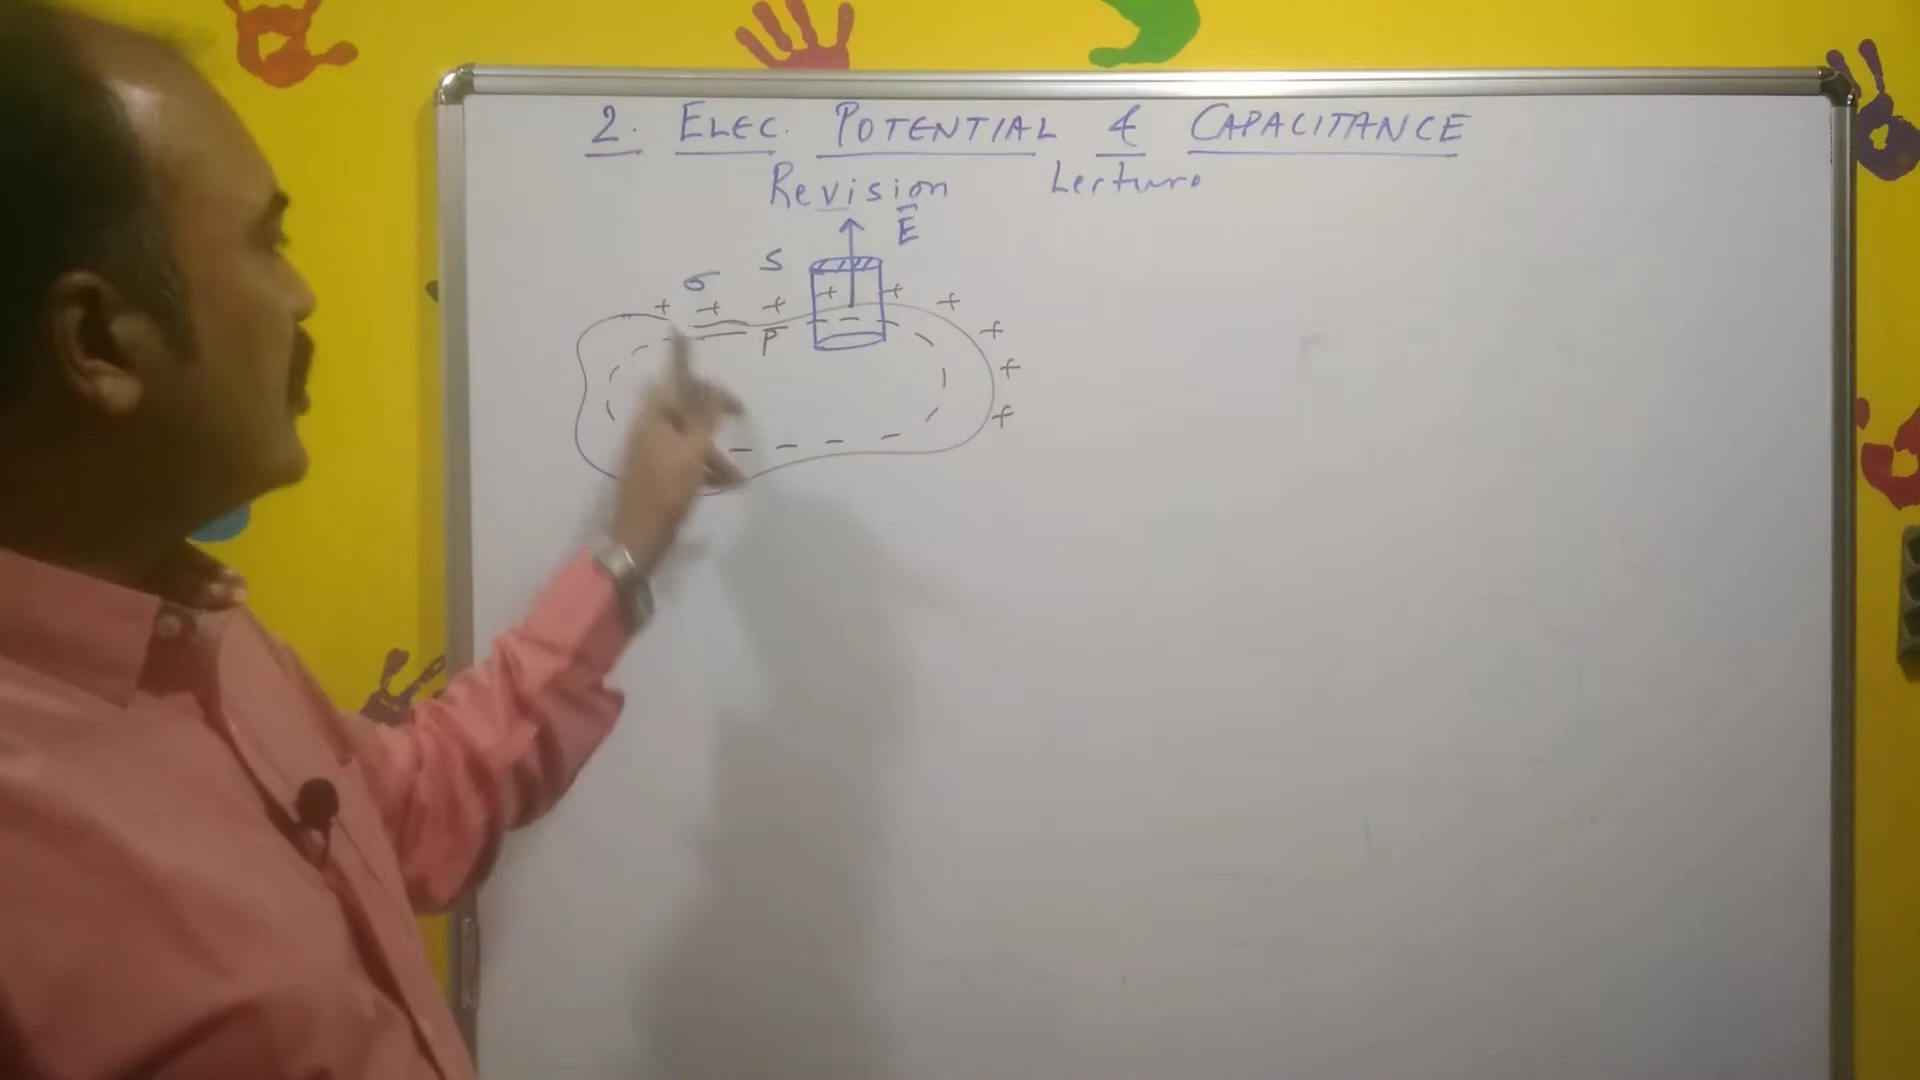 2. ELEC. POTENTIAL & CAPACITANCE
Revision Lecture
E
S
σ
+ + + + + +
+
P
+
+